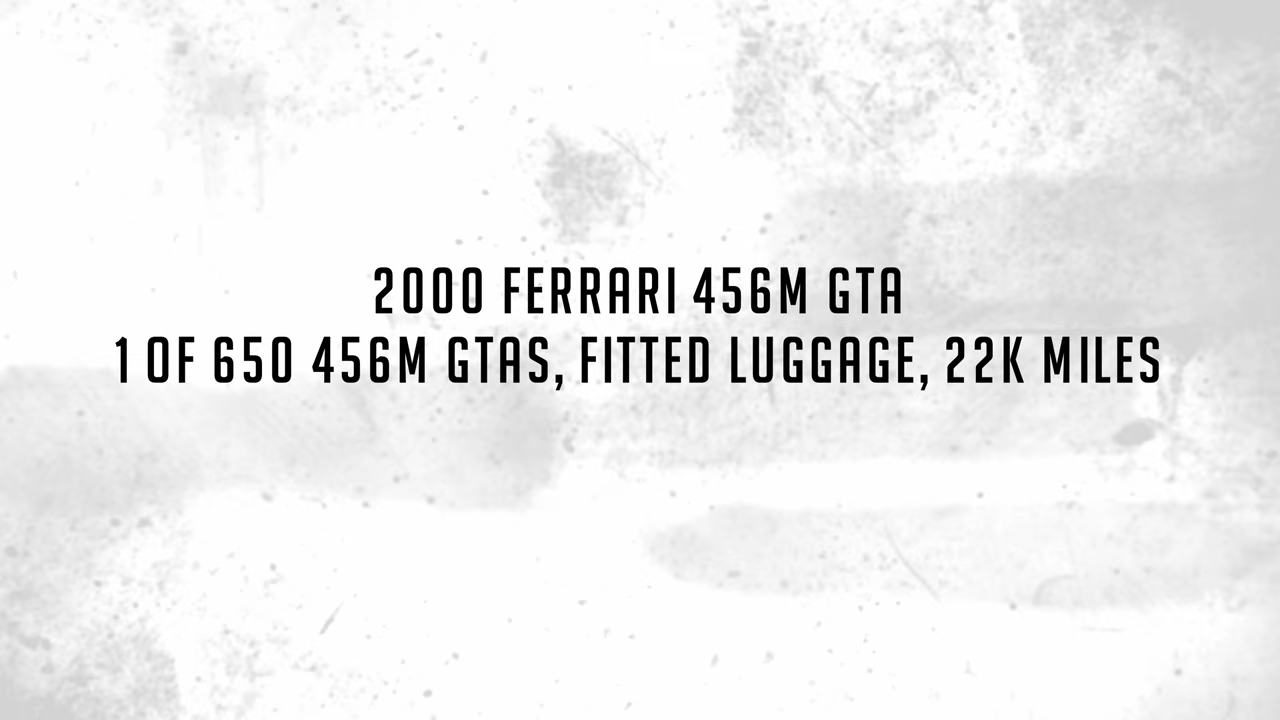 2000 FERRARI 456M GTA
1 OF 650 456M GTAS, FITTED LUGGAGE, 22K MILES